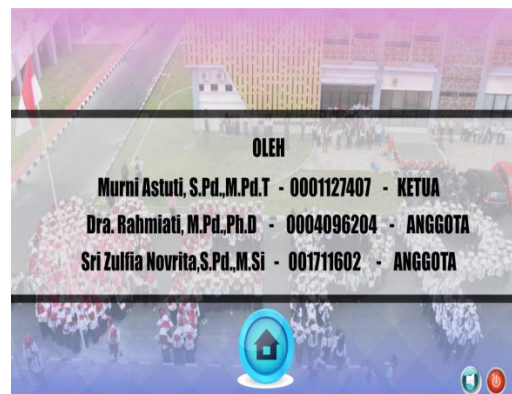 OLEH
Murni Astuti, S.Pd.,M.Pd.T - 0001127407 - KETUA
Dra. Rahmiati, M.Pd.,Ph.D - 0004096204 - ANGGOTA
Sri Zulfia Novrita,S.Pd.,M.Si - 001711602 - ANGGOTA